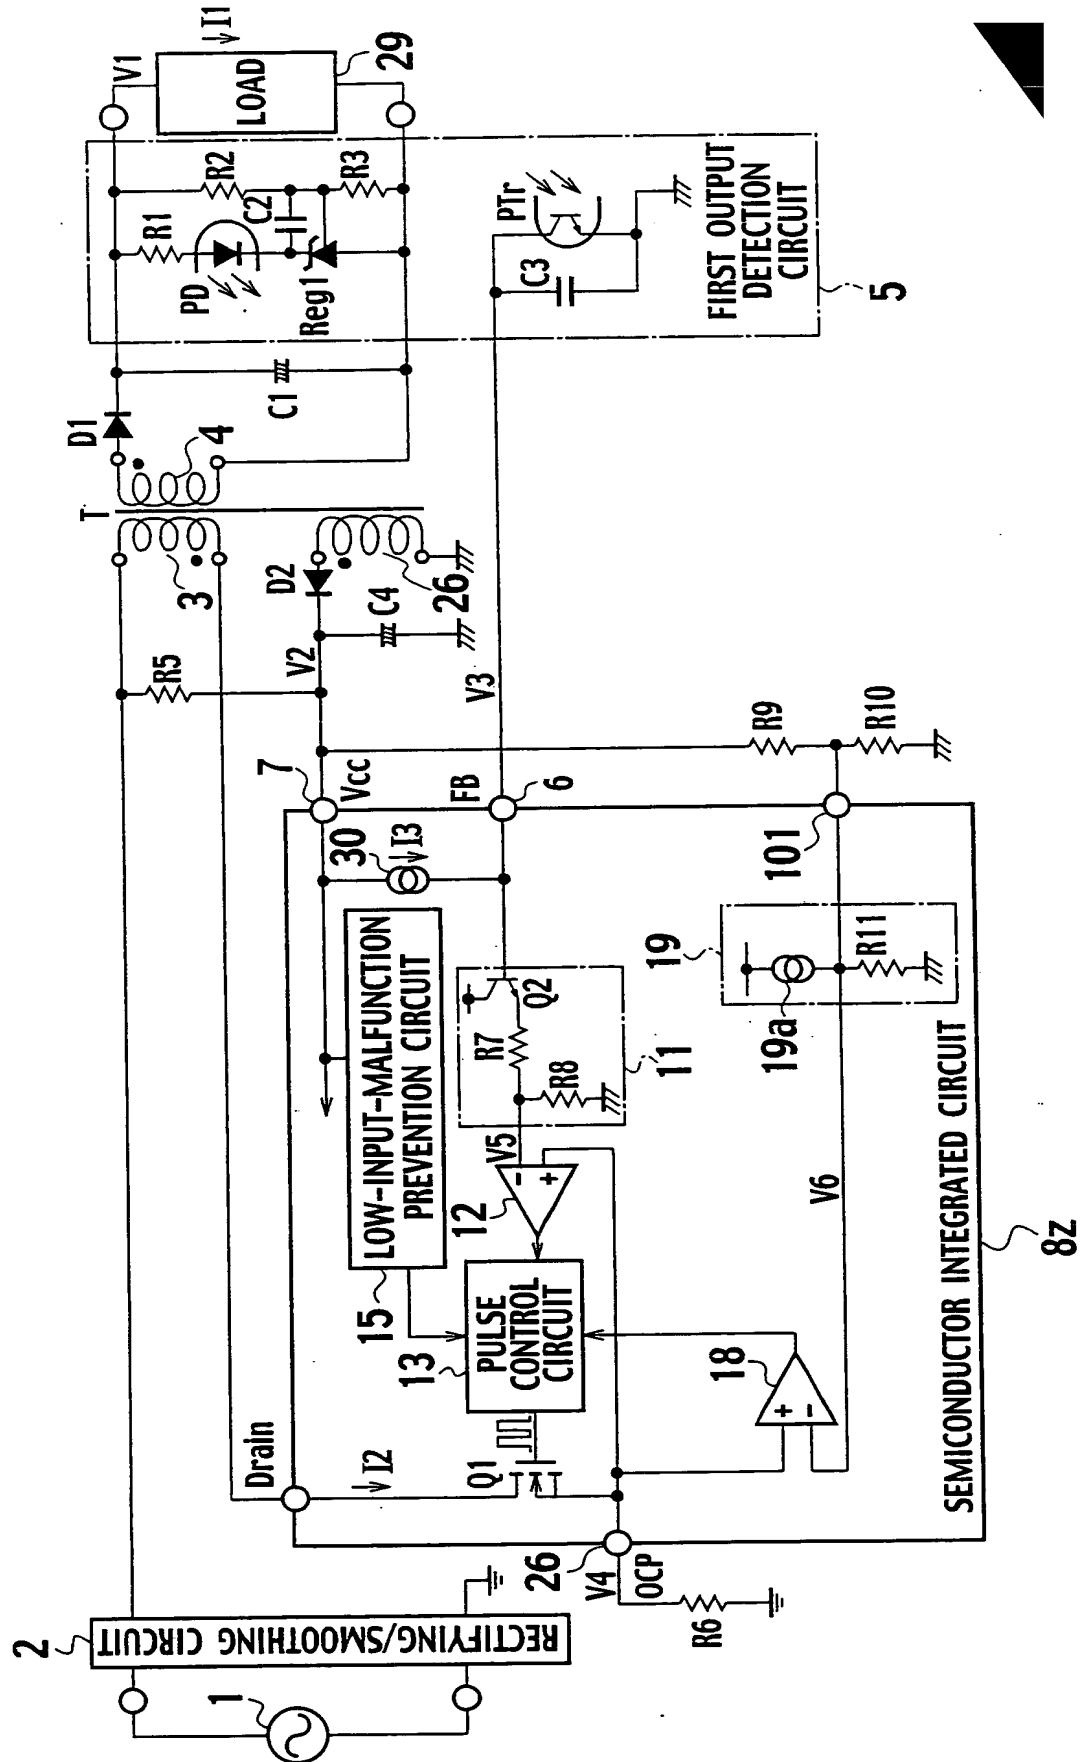 1
2
RECTIFYING/SMOOTHING CIRCUIT
T
3
4
D1
C1
R1
R2
C2
PD
Reg1
R3
V1
I1
LOAD
29
PTr
C3
FIRST OUTPUT
DETECTION
CIRCUIT
5
R5
V2
D2
C4
26
V3
7
Vcc
FB
6
30
I3
LOW-INPUT-MALFUNCTION
PREVENTION CIRCUIT
15
Drain
I2
Q1
13
PULSE
CONTROL
CIRCUIT
12
-
+
V5
R7
R8
Q2
11
R9
R10
101
19
19a
R11
V6
18
+
-
26
V4
OCP
R6
SEMICONDUCTOR INTEGRATED CIRCUIT
8z